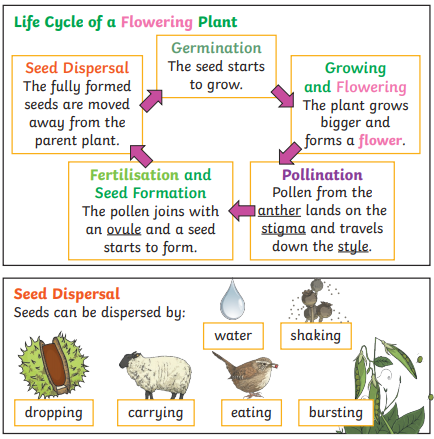 Life Cycle of a Flowering Plant
Germination
The seed starts
to grow.
Growing
and Flowering
The plant grows
bigger and
forms a flower.
Pollination
Pollen from the
anther lands on the
stigma and travels
down the style.
Fertilisation and
Seed Formation
The pollen joins with
an ovule and a seed
starts to form.
Seed Dispersal
The fully formed
seeds are moved
away from the
parent plant.
Seed Dispersal
Seeds can be dispersed by:
water
shaking
dropping
carrying
eating
bursting